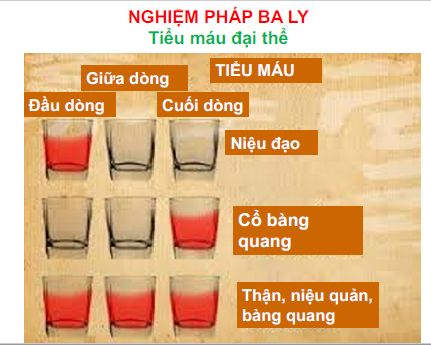 NGHIỆM PHÁP BA LY
Tiểu máu đại thể
TIỂU MÁU
Giữa dòng
Đầu dòng
Cuối dòng
Niệu đạo
Cổ bàng
quang
Thận, niệu quản,
bàng quang